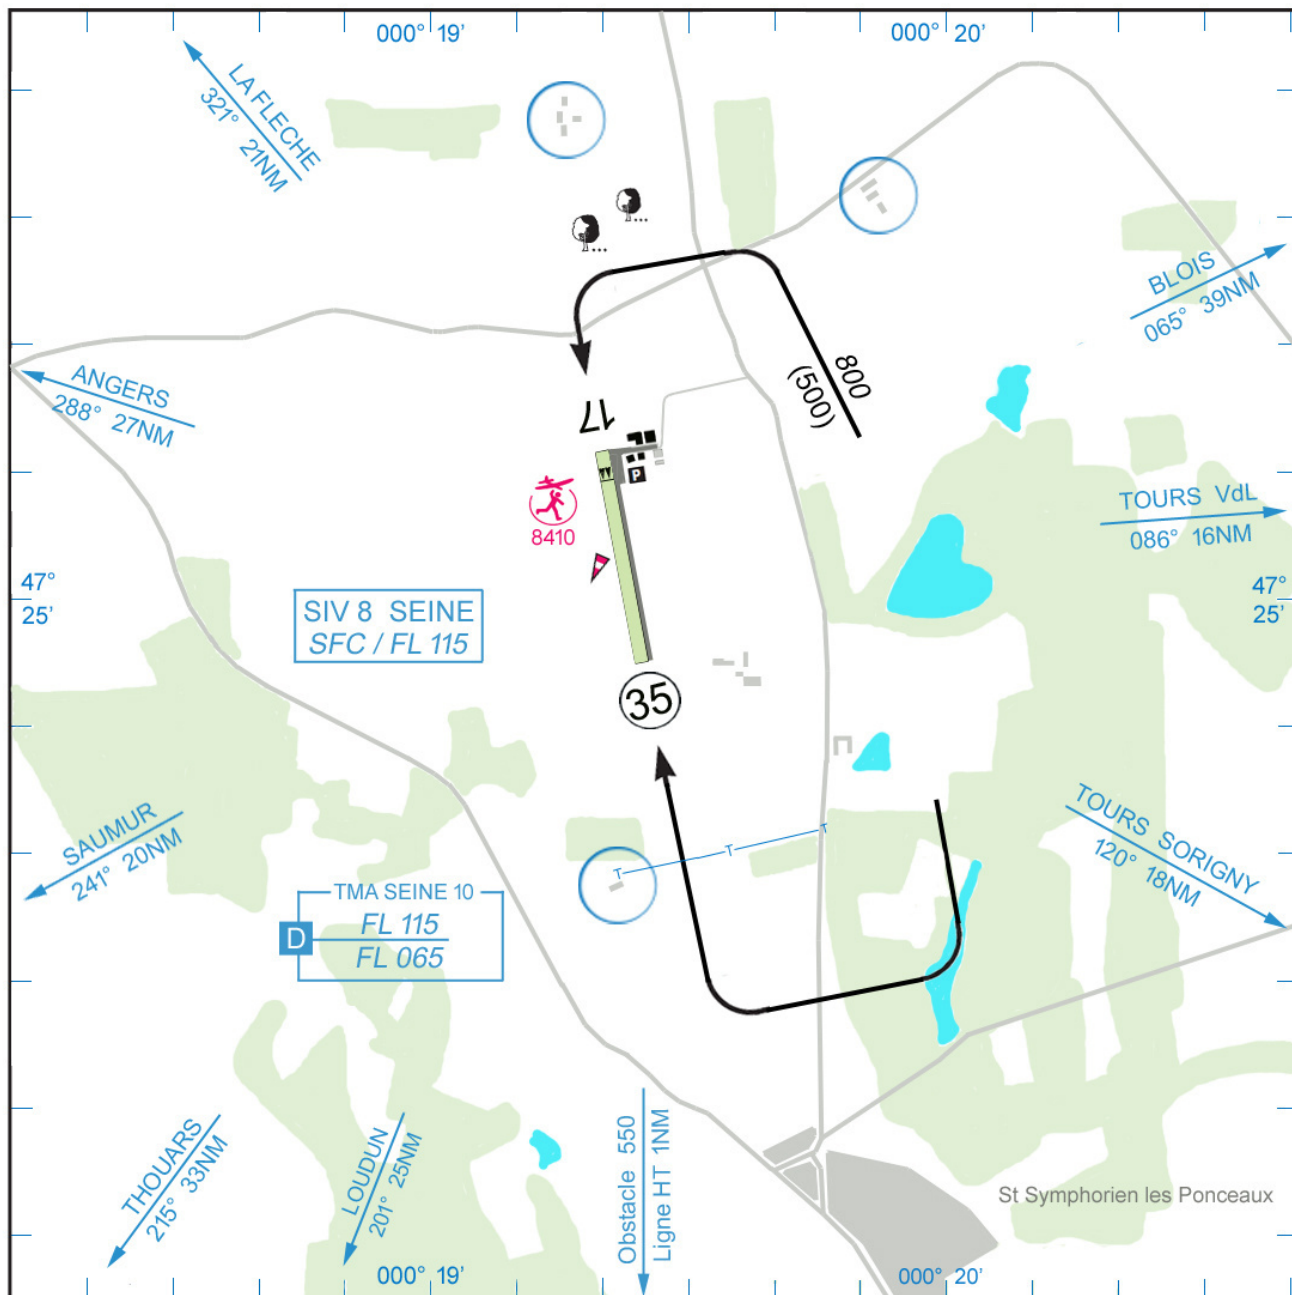 000° 19'
000° 20'
LA FLECHE
321° 21NM
BLOIS
065° 39NM
800
(500)
ANGERS
288° 27NM
17
P
TOURS VdL
086° 16NM
8410
47°
25'
47°
25'
SIV 8 SEINE
SFC / FL 115
35
SAUMUR
241° 20NM
TOURS SORIGNY
120° 18NM
T
T
T
TMA SEINE 10
D
FL 115
FL 065
THOUARS
215° 33NM
LOUDUN
201° 25NM
Obstacle 550
Ligne HT 1NM
St Symphorien les Ponceaux
000° 19'
000° 20'